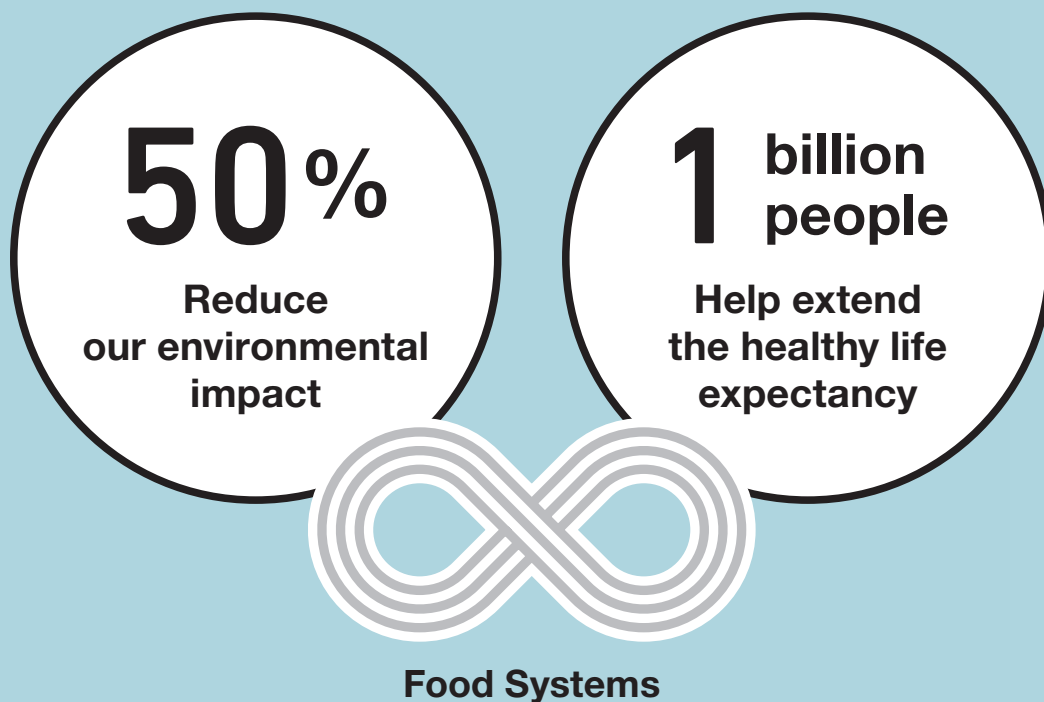 50%
Reduce
our environmental
impact
1 billion
people
Help extend
the healthy life
expectancy
Food Systems